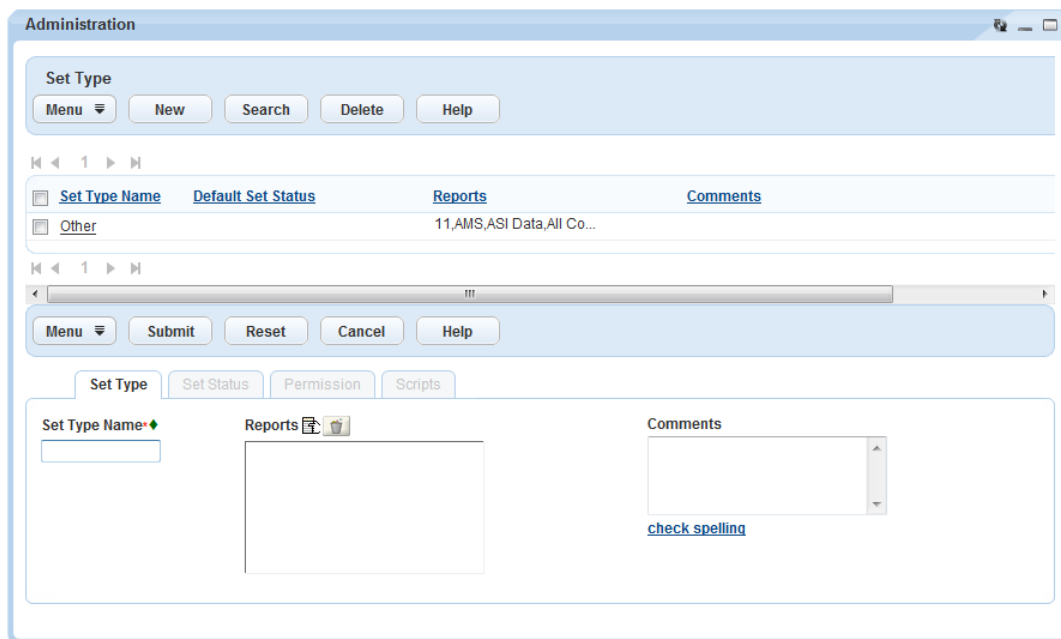 Administration
Set Type
Menu New Search Delete Help
1
Set Type Name Default Set Status Reports Comments
Other 11,AMS,ASI Data,All Co...
1
Menu Submit Reset Cancel Help
Set Type Set Status Permission Scripts
Set Type Name* Reports Comments
check spelling